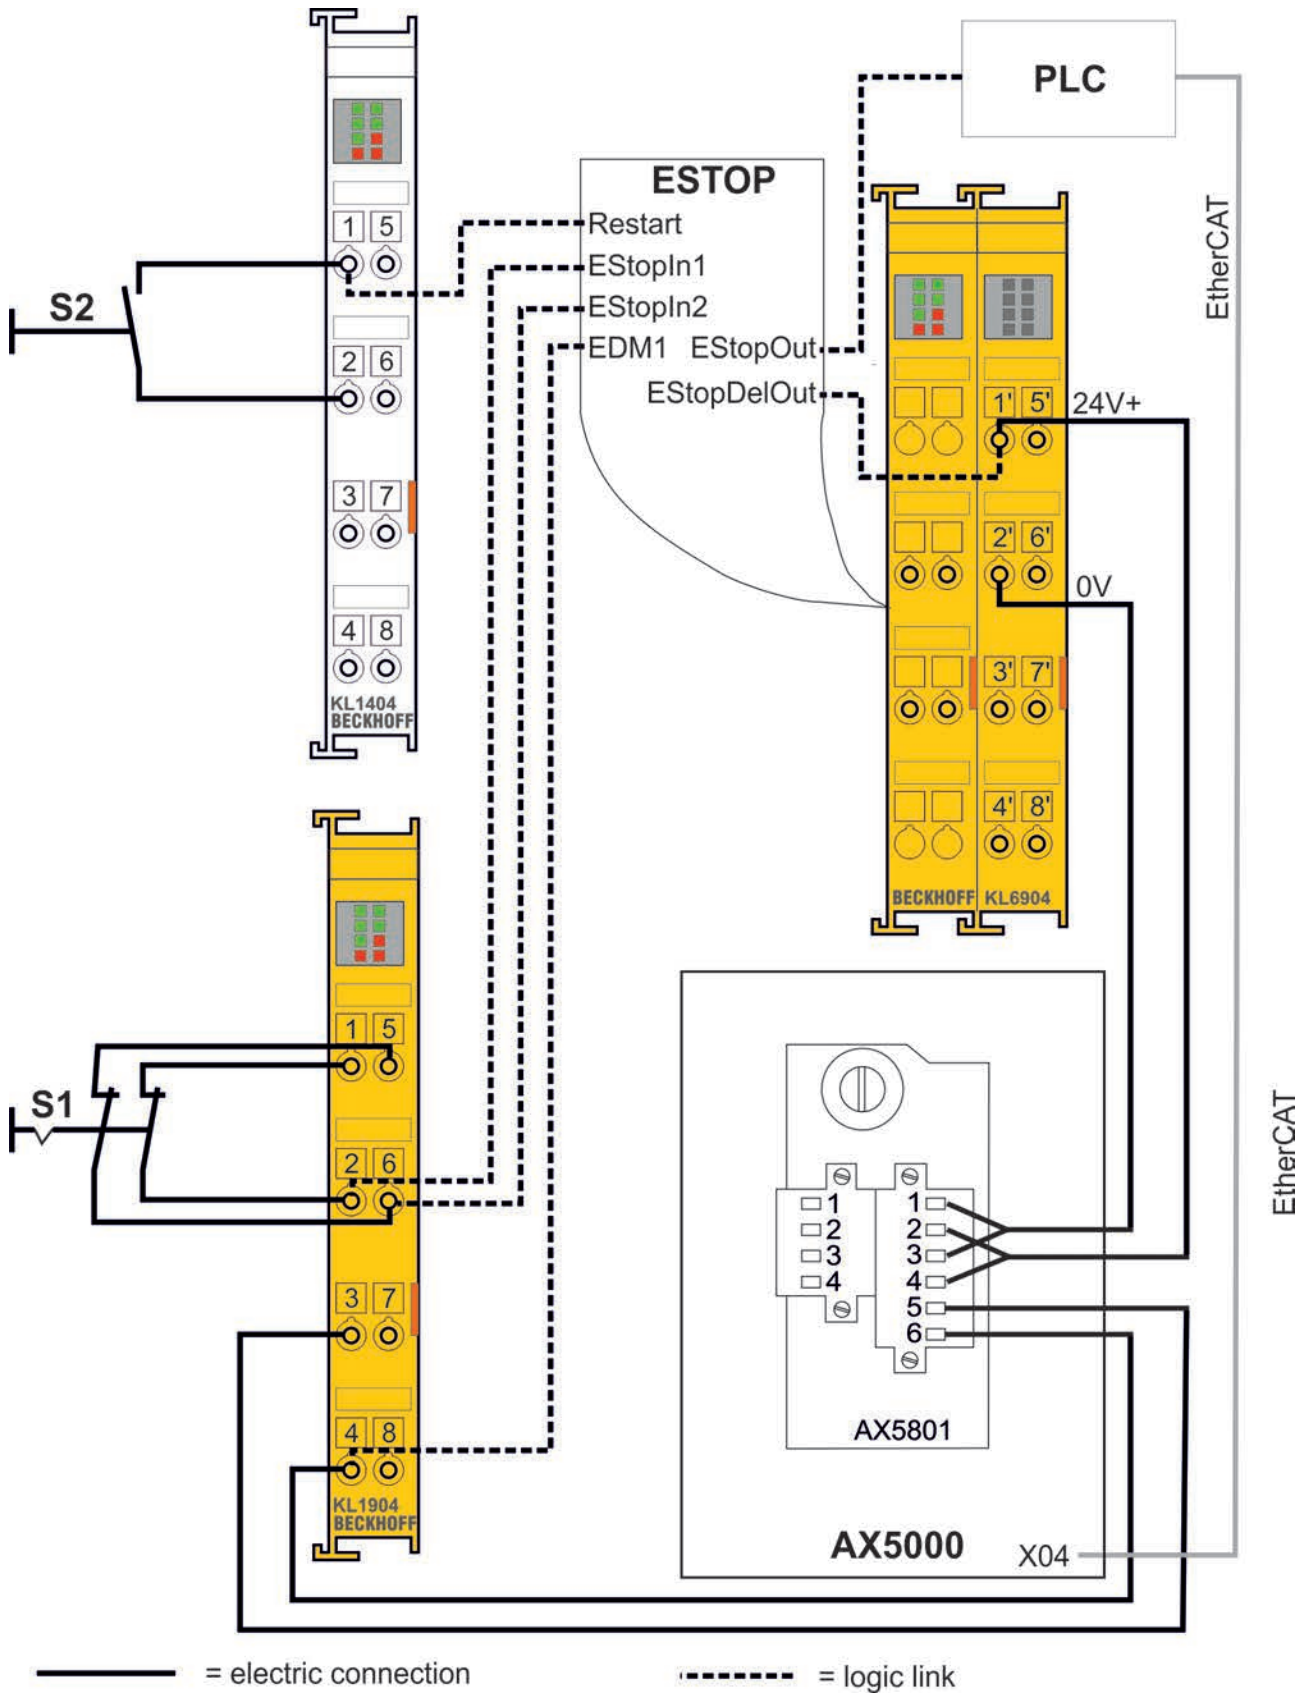 PLC
ESTOP
Restart
EStopIn1
EStopIn2
EDM1 EStopOut
EStopDelOut
EtherCAT
S2
1 5
2 6
3 7
4 8
KL1404
BECKHOFF
1' 5'
24V+
2' 6'
0V
3' 7'
4' 8'
BECKHOFF KL6904
S1
1 5
2 6
3 7
4 8
KL1904
BECKHOFF
1
2
3
4
1
2
3
4
5
6
AX5801
AX5000
X04
EtherCAT
= electric connection
= logic link